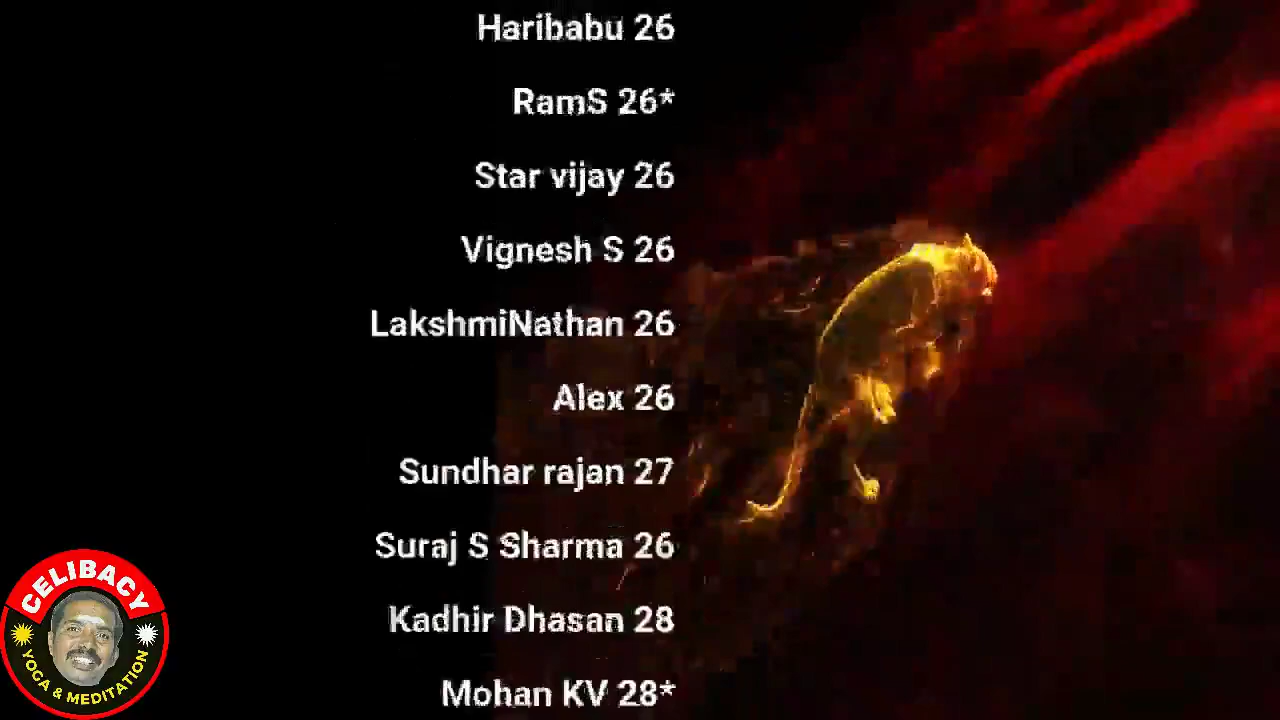 Haribabu 26
RamS 26*
Star vijay 26
Vignesh S 26
LakshmiNathan 26
Alex 26
Sundhar rajan 27
Suraj S Sharma 26
Kadhir Dhasan 28
Mohan KV 28*
CELIBACY
YOGA & MEDITATION